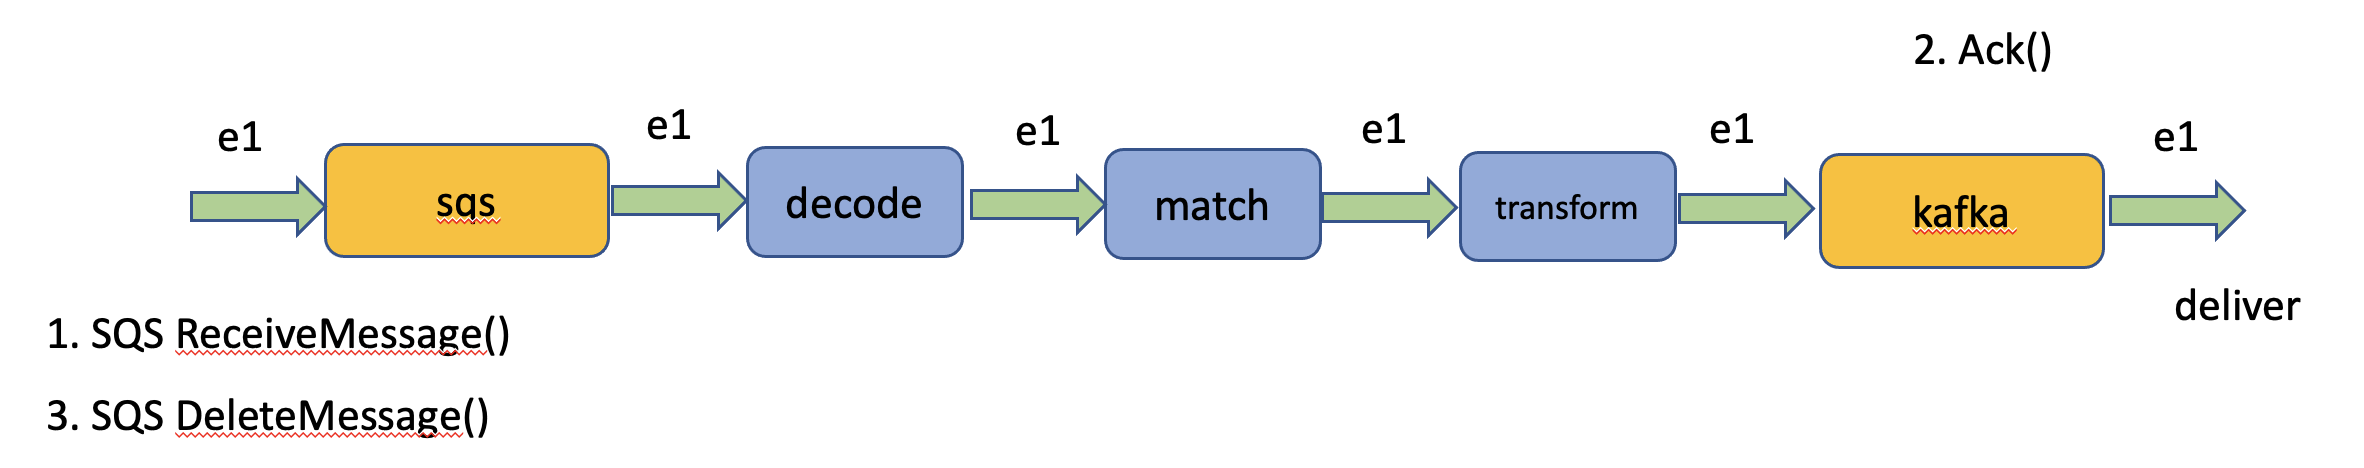 2. Ack()
e1
e1
e1
e1
e1
e1
sqs
decode
match
transform
kafka
deliver
1. SQS ReceiveMessage()
3. SQS DeleteMessage()